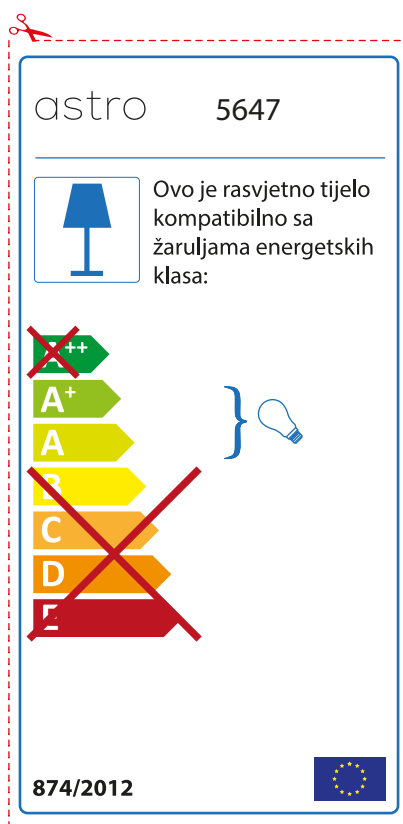 astro 5647
Ovo je rasvjetno tijelo
kompatibilno sa
žaruljama energetskih
klasa:
A++
A+
A
B
C
D
E
874/2012